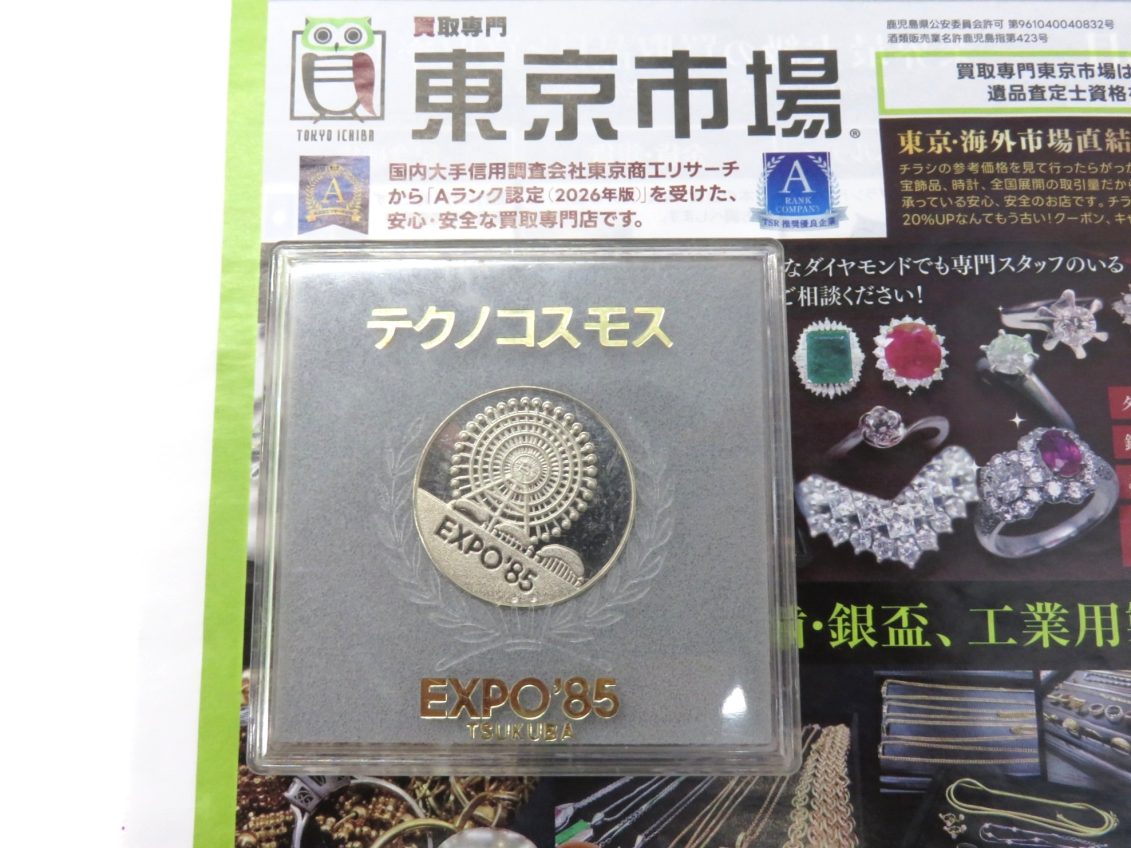 買取専門
東京市場®
TOKYO ICHIBA
鹿児島県公安委員会許可 第961040040832号
酒類販売業名許鹿児島指第423号
買取専門東京市場は
遺品査定士資格
国内大手信用調査会社東京商工リサーチ
から「Aランク認定(2026年版)」を受けた、
安心・安全な買取専門店です。
A
A
RANK
COMPANY
TSR 推奨優良企業
東京・海外市場直結
チラシの参考価格を見て行ったらがっか
宝飾品、時計、全国展開の取引量だから
承っている安心、安全のお店です。チラ
20%UPなんてもう古い!クーポン、キャ
なダイヤモンドでも専門スタッフのいる
ご相談ください!
テクノコスモス
EXPO'85
EXPO'85
TSUKUBA
・銀盃、工業用